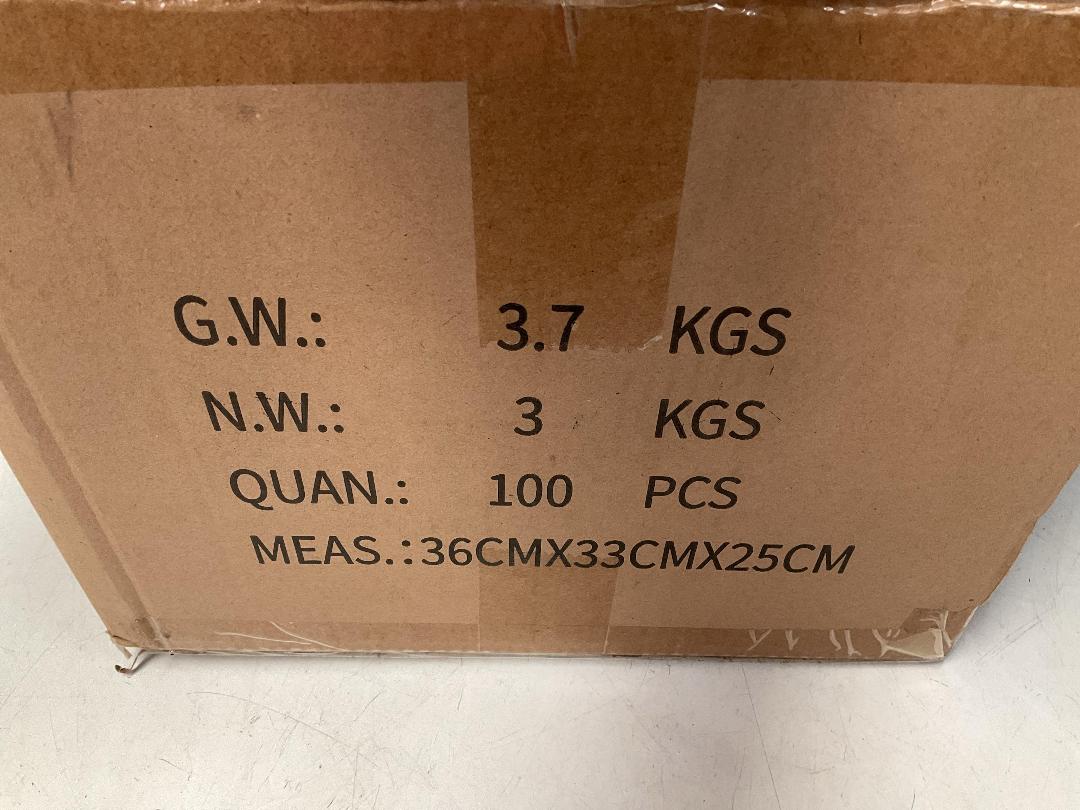 G.W.: 3.7 KGS
N.W.: 3 KGS
QUAN.: 100 PCS
MEAS.:36CMX33CMX25CM